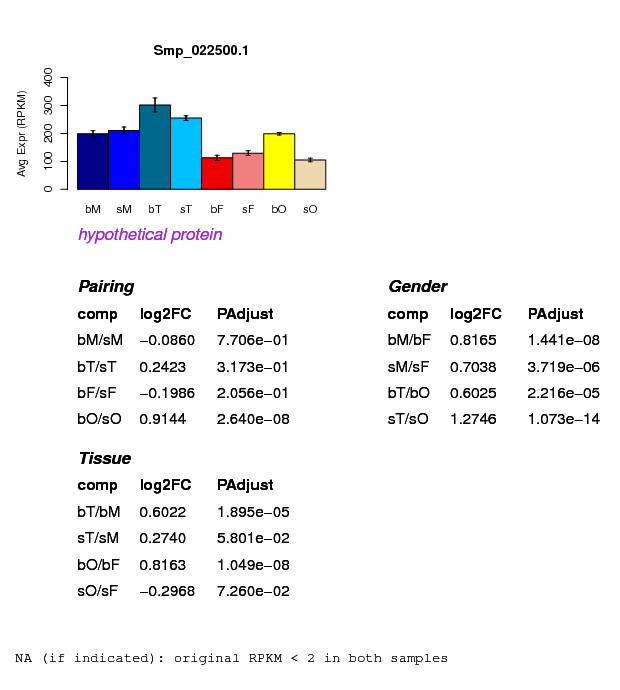 Smp_022500.1
Avg Expr (RPKM)
400
300
200
100
0
bM sM bT sT bF sF bO sO
hypothetical protein
Pairing
comp log2FC PAdjust
bM/sM −0.0860 7.706e−01
bT/sT 0.2423 3.173e−01
bF/sF −0.1986 2.056e−01
bO/sO 0.9144 2.640e−08
Gender
comp log2FC PAdjust
bM/bF 0.8165 1.441e−08
sM/sF 0.7038 3.719e−06
bT/bO 0.6025 2.216e−05
sT/sO 1.2746 1.073e−14
Tissue
comp log2FC PAdjust
bT/bM 0.6022 1.895e−05
sT/sM 0.2740 5.801e−02
bO/bF 0.8163 1.049e−08
sO/sF −0.2968 7.260e−02
NA (if indicated): original RPKM < 2 in both samples